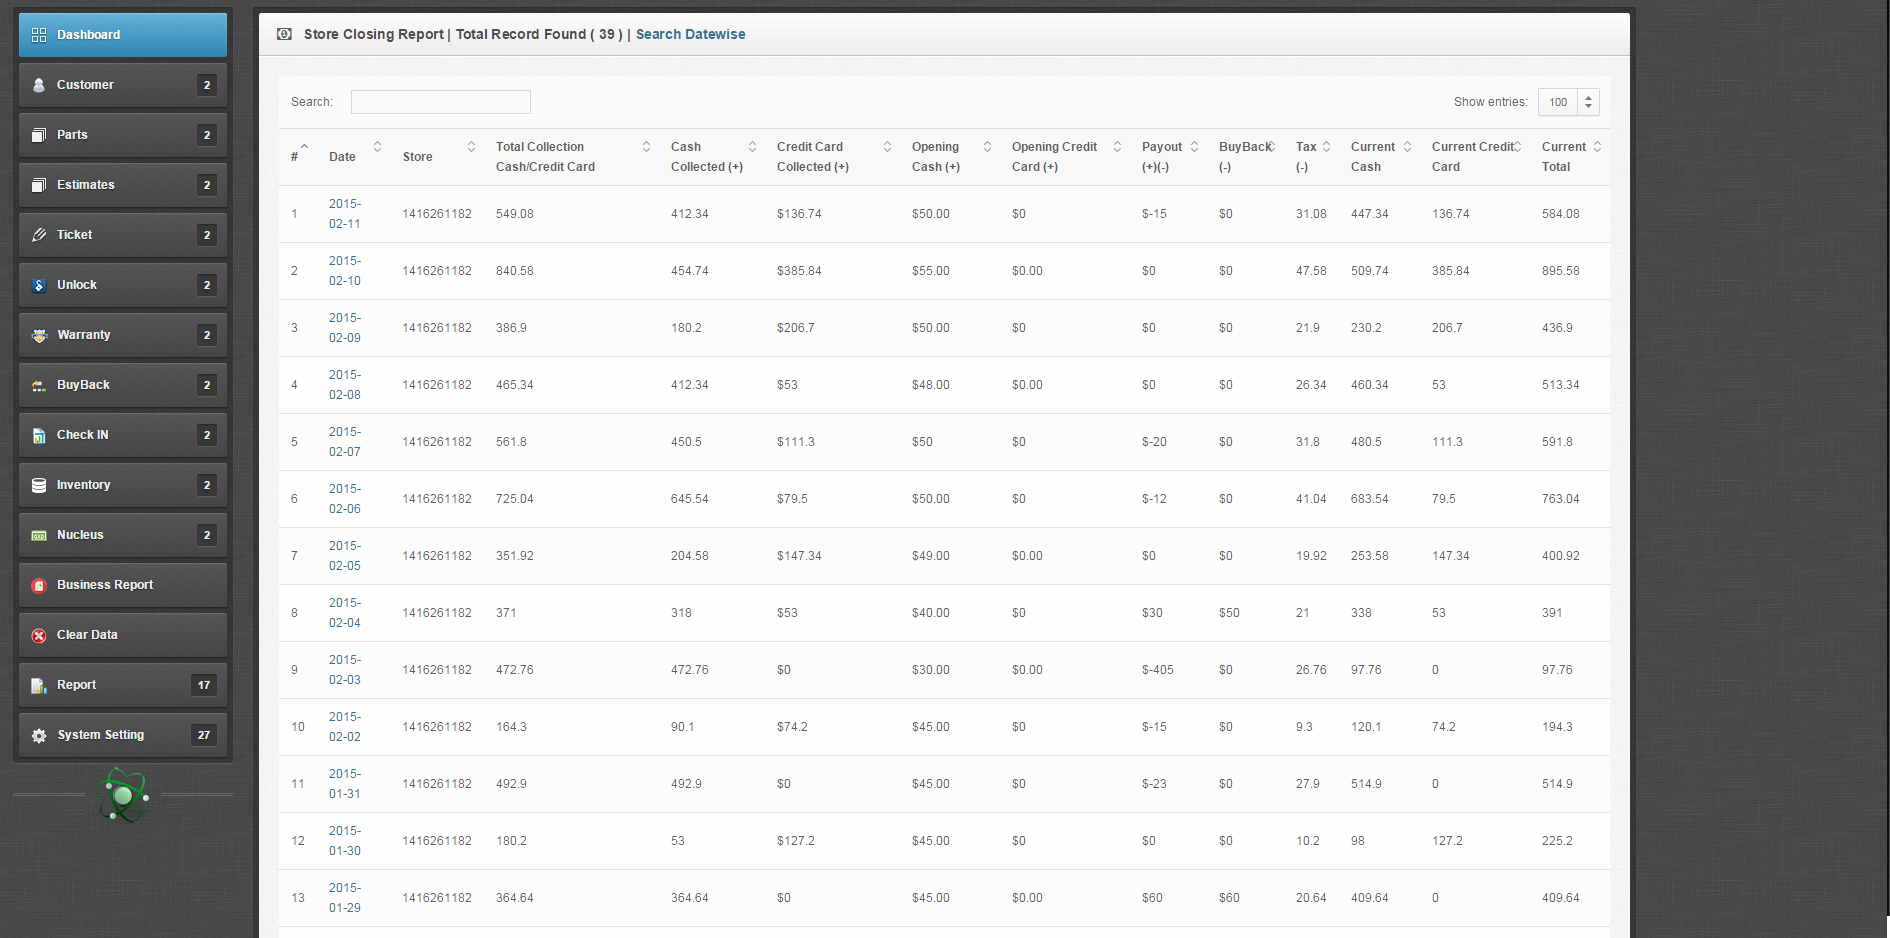 Dashboard
Customer 2
Parts 2
Estimates 2
Ticket 2
Unlock 2
Warranty 2
BuyBack 2
Check IN 2
Inventory 2
Nucleus 2
Business Report
Clear Data
Report 17
System Setting 27
Store Closing Report | Total Record Found ( 39 ) | Search Datewise
Search:
Show entries: 100
# Date Store Total Collection Cash/Credit Card Cash Collected (+) Credit Card Collected (+) Opening Cash (+) Opening Credit Card (+) Payout (+)(-) BuyBack (-) Tax (-) Current Cash Current Credit Card Current Total
1 2015-02-11 1416261182 549.08 412.34 $136.74 $50.00 $0 $-15 $0 31.08 447.34 136.74 584.08
2 2015-02-10 1416261182 840.58 454.74 $385.84 $55.00 $0.00 $0 $0 47.58 509.74 385.84 895.58
3 2015-02-09 1416261182 386.9 180.2 $206.7 $50.00 $0 $0 $0 21.9 230.2 206.7 436.9
4 2015-02-08 1416261182 465.34 412.34 $53 $48.00 $0.00 $0 $0 26.34 460.34 53 513.34
5 2015-02-07 1416261182 561.8 450.5 $111.3 $50 $0 $-20 $0 31.8 480.5 111.3 591.8
6 2015-02-06 1416261182 725.04 645.54 $79.5 $50.00 $0 $-12 $0 41.04 683.54 79.5 763.04
7 2015-02-05 1416261182 351.92 204.58 $147.34 $49.00 $0.00 $0 $0 19.92 253.58 147.34 400.92
8 2015-02-04 1416261182 371 318 $53 $40.00 $0 $30 $50 21 338 53 391
9 2015-02-03 1416261182 472.76 472.76 $0 $30.00 $0.00 $-405 $0 26.76 97.76 0 97.76
10 2015-02-02 1416261182 164.3 90.1 $74.2 $45.00 $0 $-15 $0 9.3 120.1 74.2 194.3
11 2015-01-31 1416261182 492.9 492.9 $0 $45.00 $0 $-23 $0 27.9 514.9 0 514.9
12 2015-01-30 1416261182 180.2 53 $127.2 $45.00 $0 $0 $0 10.2 98 127.2 225.2
13 2015-01-29 1416261182 364.64 364.64 $0 $45.00 $0.00 $60 $60 20.64 409.64 0 409.64